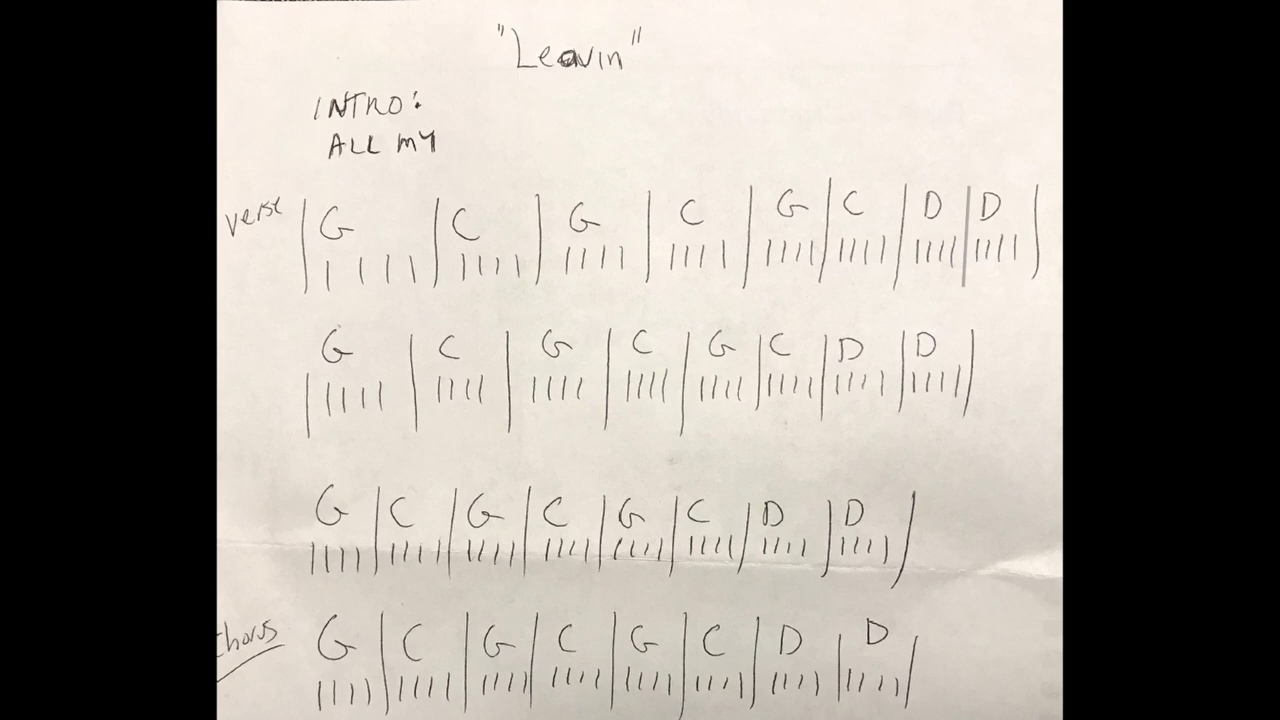 "Leavin"
INTRO:
ALL MY
verse | G | C | G | C | G | C | D | D |
| |||| | |||| | |||| | |||| | |||| | |||| | |||| | |||| |
G | C | G | C | G | C | D | D |
| |||| | |||| | |||| | |||| | |||| | |||| | |||| | |||| |
G | C | G | C | G | C | D | D |
|||| | |||| | |||| | |||| | |||| | |||| | |||| | |||| |
chorus G | C | G | C | G | C | D | D |
|||| | |||| | |||| | |||| | |||| | |||| | |||| | |||| |